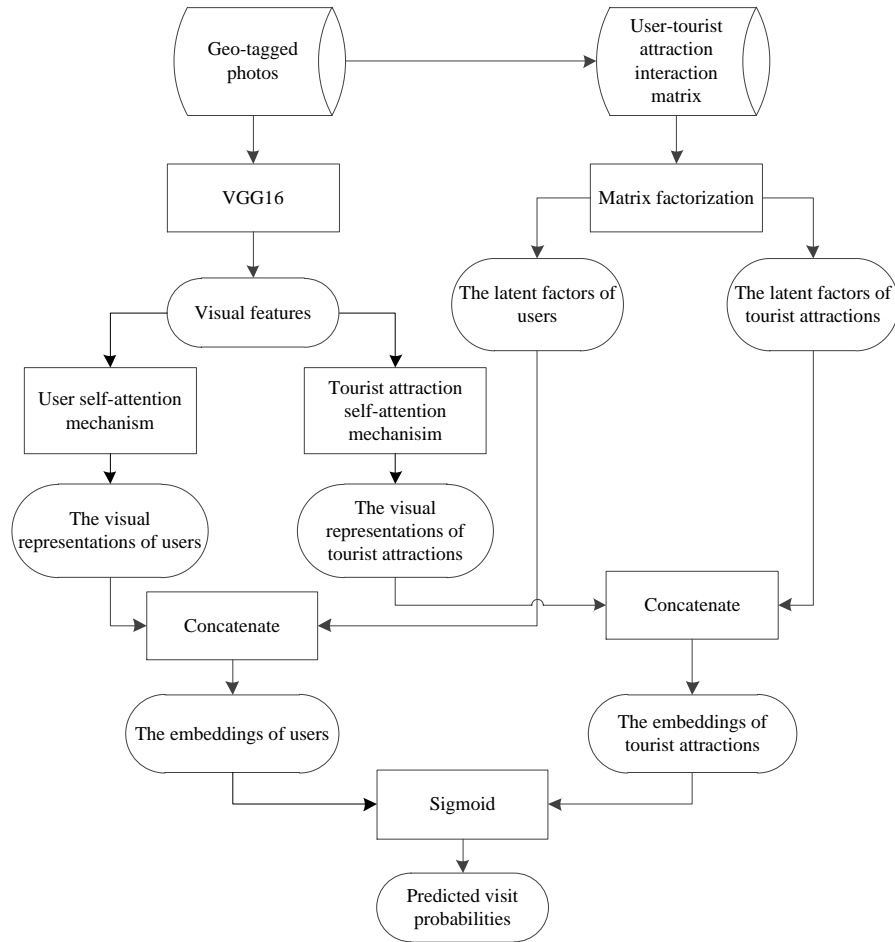 Geo-tagged
photos
User-tourist
attraction
interaction
matrix
VGG16
Matrix factorization
Visual features
The latent factors of
users
The latent factors of
tourist attractions
User self-attention
mechanism
Tourist attraction
self-attention
mechanisim
The visual
representations of users
The visual
representations of
tourist attractions
Concatenate
Concatenate
The embeddings of users
The embeddings of
tourist attractions
Sigmoid
Predicted visit
probabilities